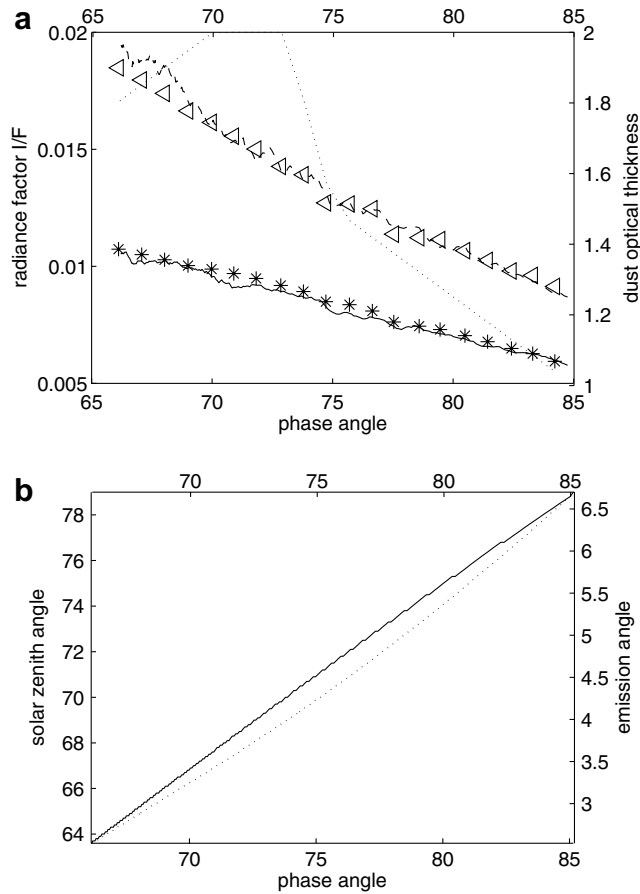 a
65 70 75 80 85
0.02
0.015
0.01
0.005
radiance factor I/F
2
1.8
1.6
1.4
1.2
1
dust optical thickness
65 70 75 80 85
phase angle
b
70 75 80 85
78
76
74
72
70
68
66
64
solar zenith angle
6.5
6
5.5
5
4.5
4
3.5
3
emission angle
70 75 80 85
phase angle